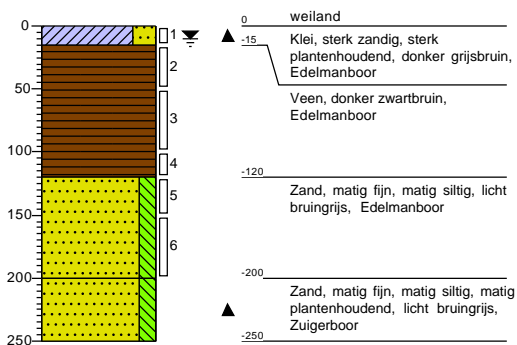 0
50
100
150
200
250
1
2
3
4
5
6
0 weiland
-15 Klei, sterk zandig, sterk
plantenhoudend, donker grijsbruin,
Edelmanboor
Veen, donker zwartbruin,
Edelmanboor
-120
Zand, matig fijn, matig siltig, licht
bruingrijs, Edelmanboor
-200
Zand, matig fijn, matig siltig, matig
plantenhoudend, licht bruingrijs,
Zuigerboor
-250